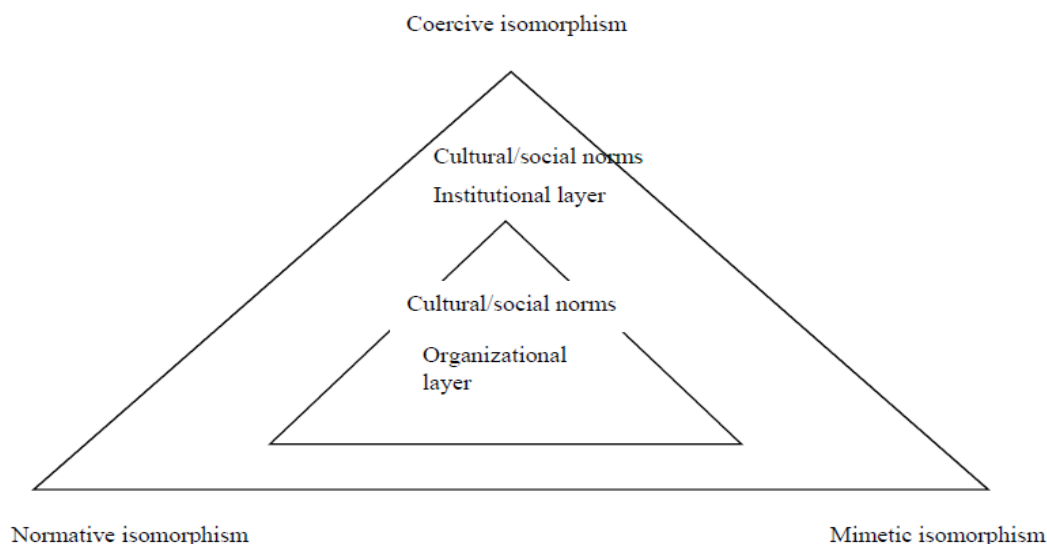 Coercive isomorphism
Cultural/social norms
Institutional layer
Cultural/social norms
Organizational
layer
Normative isomorphism
Mimetic isomorphism